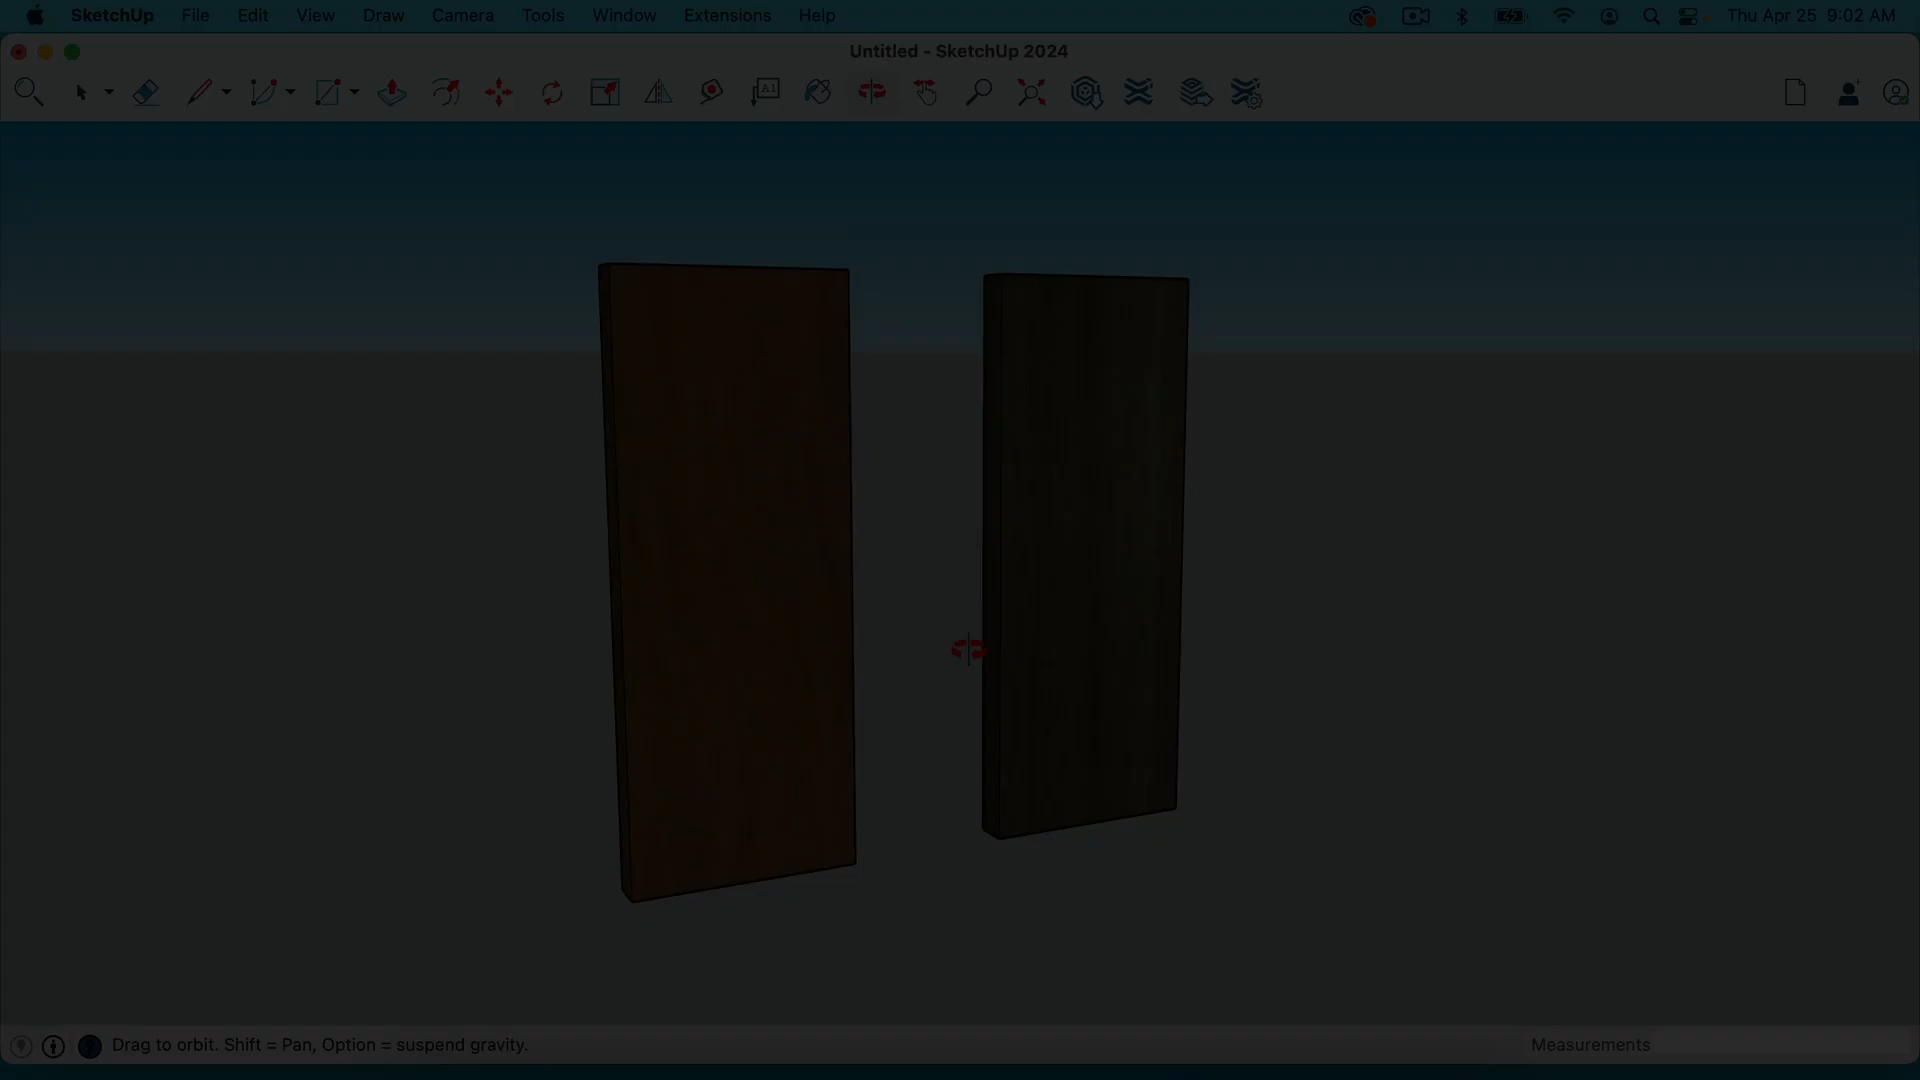 SketchUp File Edit View Draw Camera Tools Window Extensions Help Thu Apr 25 9:02 AM
Untitled - SketchUp 2024
A1
Drag to orbit. Shift = Pan, Option = suspend gravity. Measurements